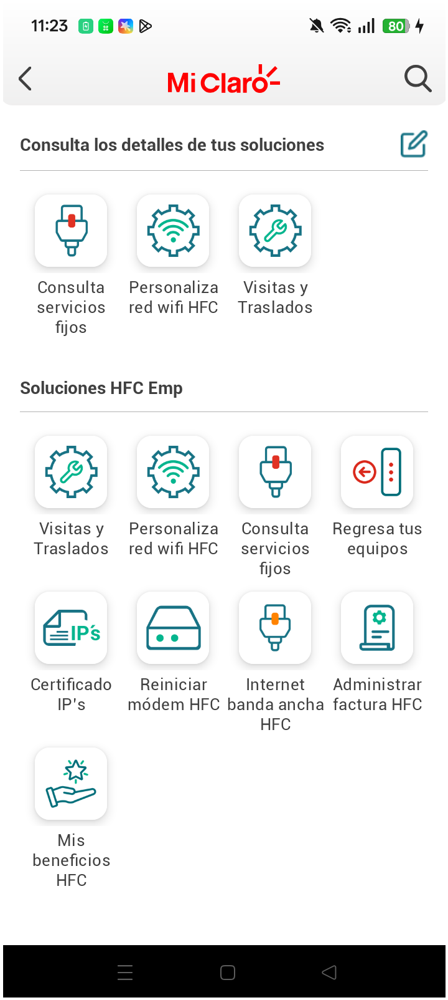 11:23
80
Mi Claro
Consulta los detalles de tus soluciones
Consulta
servicios
fijos
Personaliza
red wifi HFC
Visitas y
Traslados
Soluciones HFC Emp
Visitas y
Traslados
Personaliza
red wifi HFC
Consulta
servicios
fijos
Regresa tus
equipos
IP's
Certificado
IP's
Reiniciar
módem HFC
Internet
banda ancha
HFC
Administrar
factura HFC
Mis
beneficios
HFC